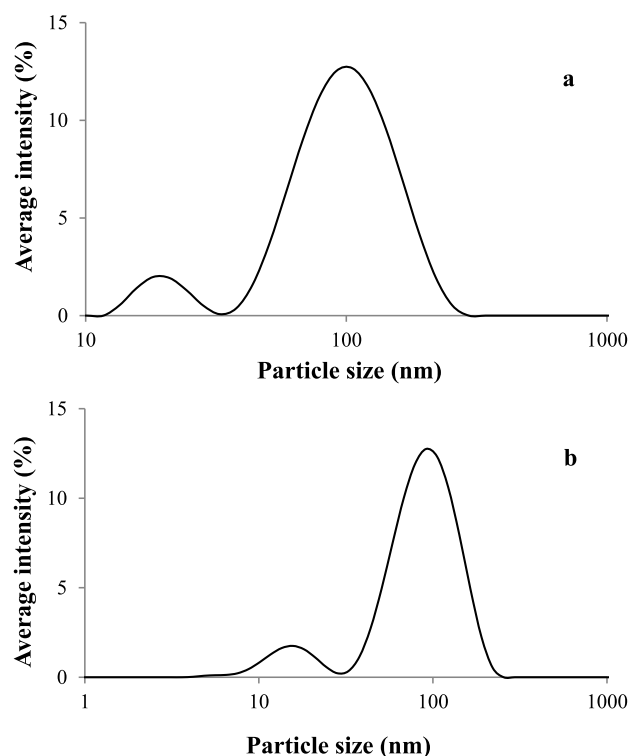 15
a
10
5
0
10 100 1000
Average intensity (%)
Particle size (nm)
15
b
10
5
0
1 10 100 1000
Average intensity (%)
Particle size (nm)